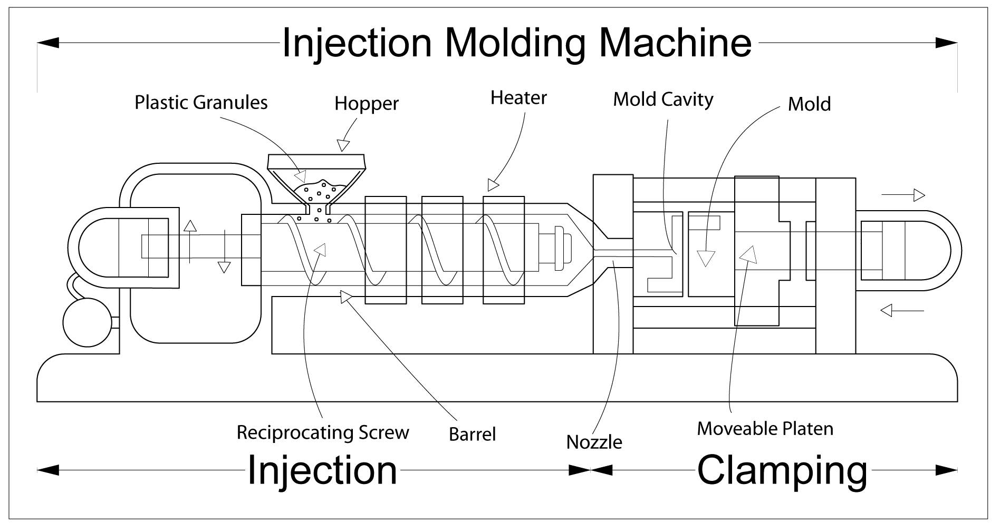 Injection Molding Machine
Plastic Granules
Hopper
Heater
Mold Cavity
Mold
Reciprocating Screw
Barrel
Nozzle
Moveable Platen
Injection
Clamping